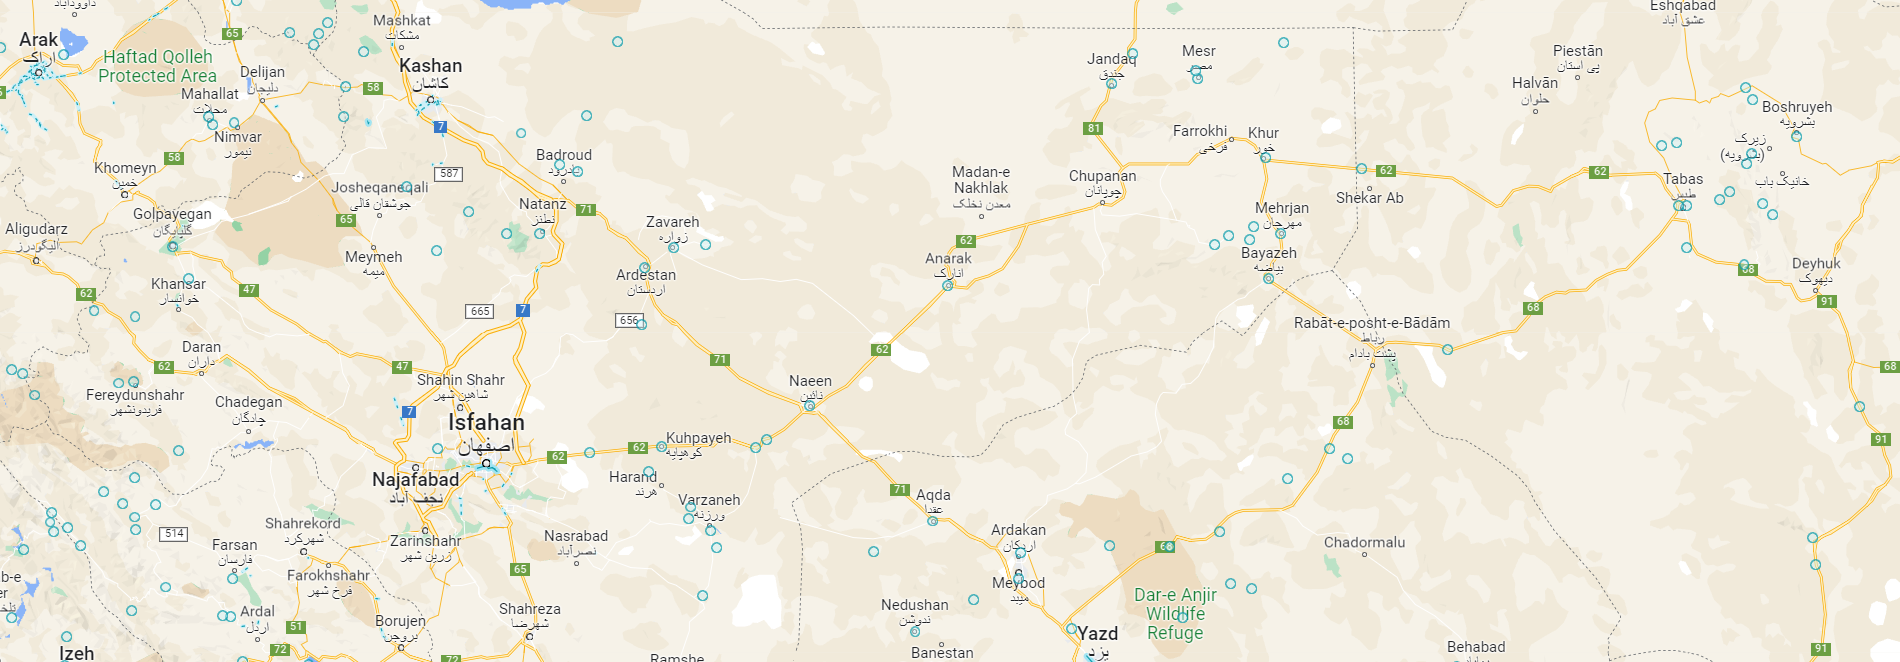 داوودآباد
65
Mashkat
مشکات
Eshqabad
عشق آباد
Arak
اراک
Haftad Qolleh
Protected Area
Delijan
دلیجان
Kashan
کاشان
Jandaq
جندق
Mesr
مصر
Piestān
پی استان
Halvān
حلوان
Mahallat
محلات
58
7
Nimvar
نیمور
81
Farrokhi
فرخی
Khur
خور
Boshruyeh
بشرویه
زیرک
(بشرویه)
58
Khomeyn
خمین
587
Badroud
بادرود
Josheqaneqali
جوشقان قالی
Madan-e
Nakhlak
معدن نخلک
Chupanan
چوپانان
62
62
Shekar Ab
Tabas
طبس
خانیک باب
Golpayegan
گلپایگان
65
Natanz
نطنز
71
Zavareh
زواره
Mehrjan
مهرجان
Aligudarz
الیگودرز
Meymeh
میمه
62
Anarak
انارک
Bayazeh
بیاضه
68
Deyhuk
دیهوک
Khansar
خوانسار
62
47
Ardestan
اردستان
665
7
656
68
91
Rabāt-e-posht-e-Bādām
رباط
پشت بادام
Daran
داران
62
47
71
62
68
Shahin Shahr
شاهین شهر
Naeen
نائین
Fereydunshahr
فریدونشهر
Chadegan
چادگان
7
Isfahan
اصفهان
68
91
62
62
Kuhpayeh
کوهپایه
Najafabad
نجف آباد
Harand
هرند
71
Aqda
عقدا
Varzaneh
ورزنه
514
Shahrekord
شهرکرد
Zarinshahr
زرین شهر
Nasrabad
نصرآباد
Ardakan
اردکان
68
Chadormalu
Farsan
فارسان
Farokhshahr
فرخ شهر
65
Meybod
میبد
Dar-e Anjir
Wildlife
Refuge
Ardal
اردل
51
Borujen
بروجن
Shahreza
شهرضا
Nedushan
ندوشن
Yazd
یزد
Izeh
72
72
Ramshe
Banestan
Behabad
91